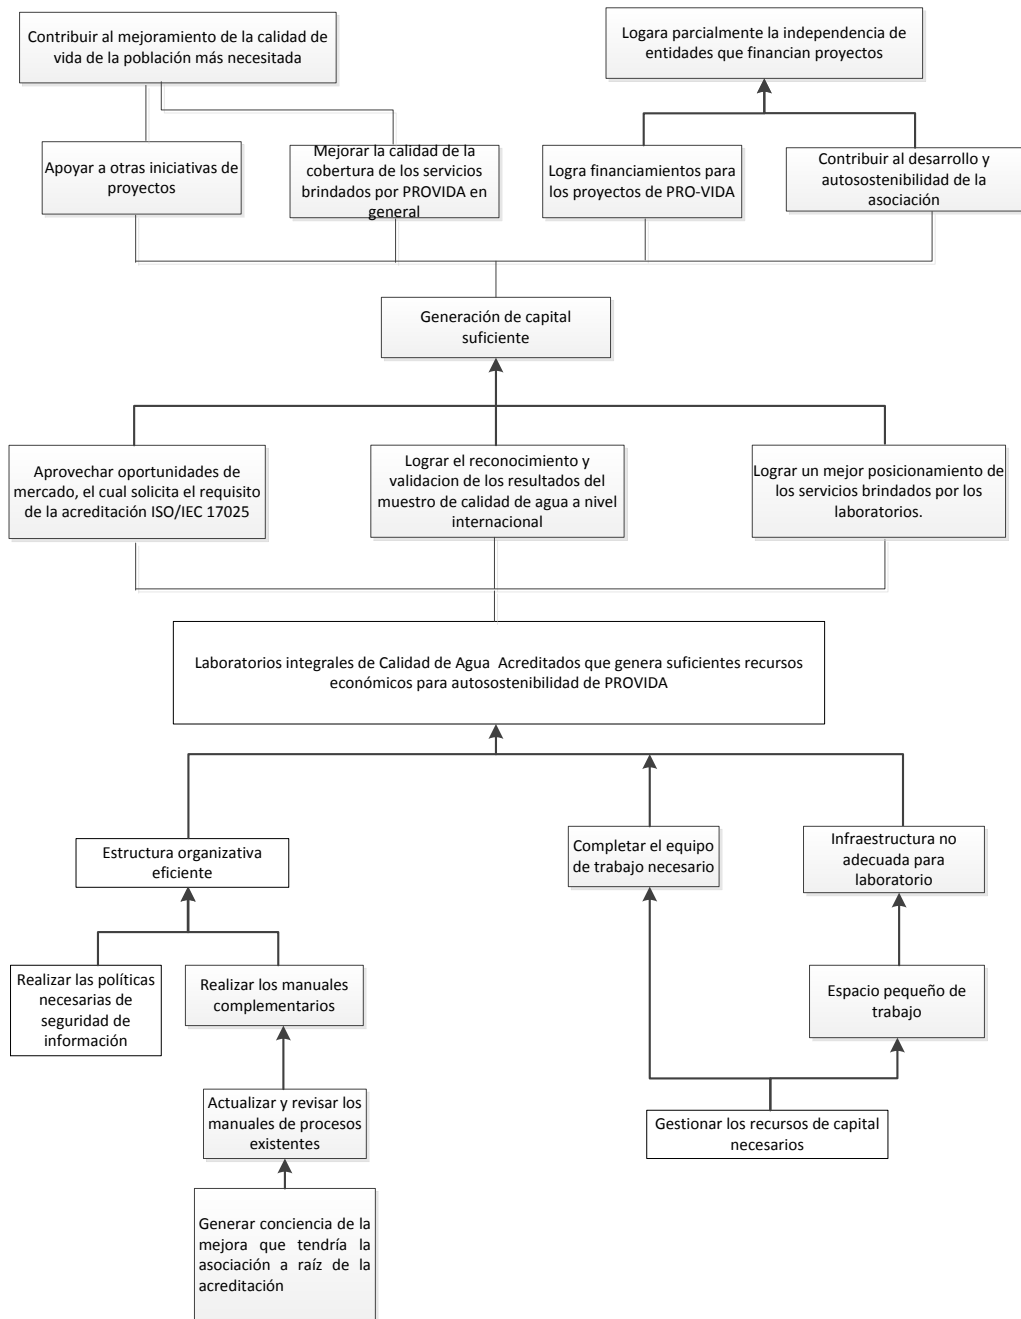 Contribuir al mejoramiento de la calidad de
vida de la población más necesitada
Logara parcialmente la independencia de
entidades que financian proyectos
Apoyar a otras iniciativas de
proyectos
Mejorar la calidad de la
cobertura de los servicios
brindados por PROVIDA en
general
Logra financiamientos para
los proyectos de PRO-VIDA
Contribuir al desarrollo y
autosostenibilidad de la
asociación
Generación de capital
suficiente
Aprovechar oportunidades de
mercado, el cual solicita el requisito
de la acreditación ISO/IEC 17025
Lograr el reconocimiento y
validacion de los resultados del
muestro de calidad de agua a nivel
internacional
Lograr un mejor posicionamiento de
los servicios brindados por los
laboratorios.
Laboratorios integrales de Calidad de Agua Acreditados que genera suficientes recursos
económicos para autosostenibilidad de PROVIDA
Estructura organizativa
eficiente
Completar el equipo
de trabajo necesario
Infraestructura no
adecuada para
laboratorio
Realizar las políticas
necesarias de
seguridad de
información
Realizar los manuales
complementarios
Espacio pequeño de
trabajo
Actualizar y revisar los
manuales de procesos
existentes
Gestionar los recursos de capital
necesarios
Generar conciencia de la
mejora que tendría la
asociación a raíz de la
acreditación